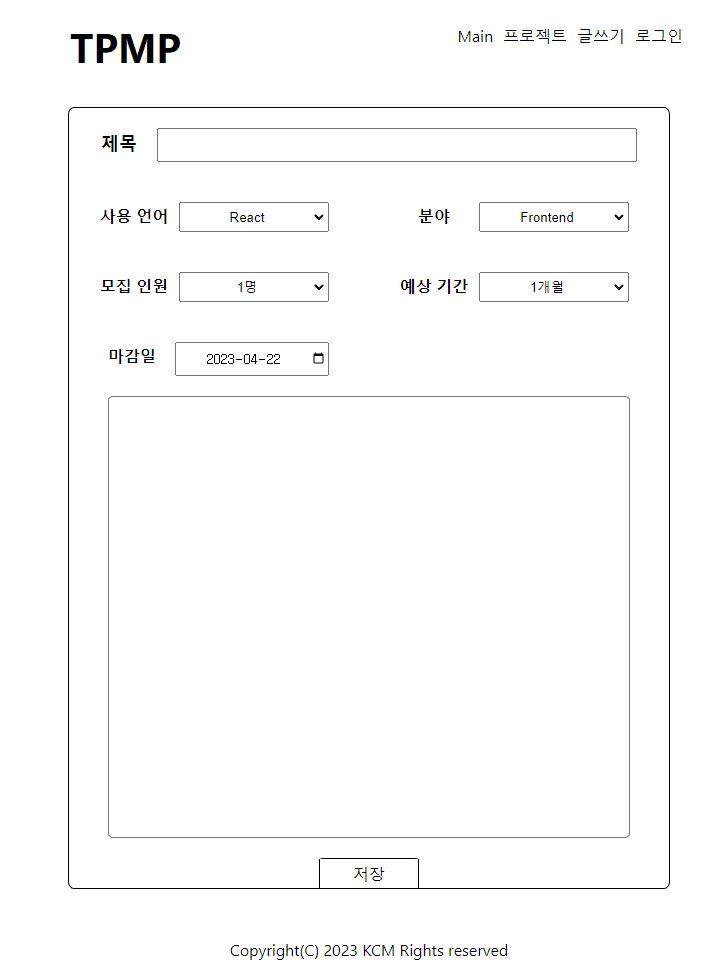 TPMP
Main 프로젝트 글쓰기 로그인
제목
사용 언어 React 분야 Frontend
모집 인원 1명 예상 기간 1개월
마감일 2023-04-22
저장
Copyright(C) 2023 KCM Rights reserved